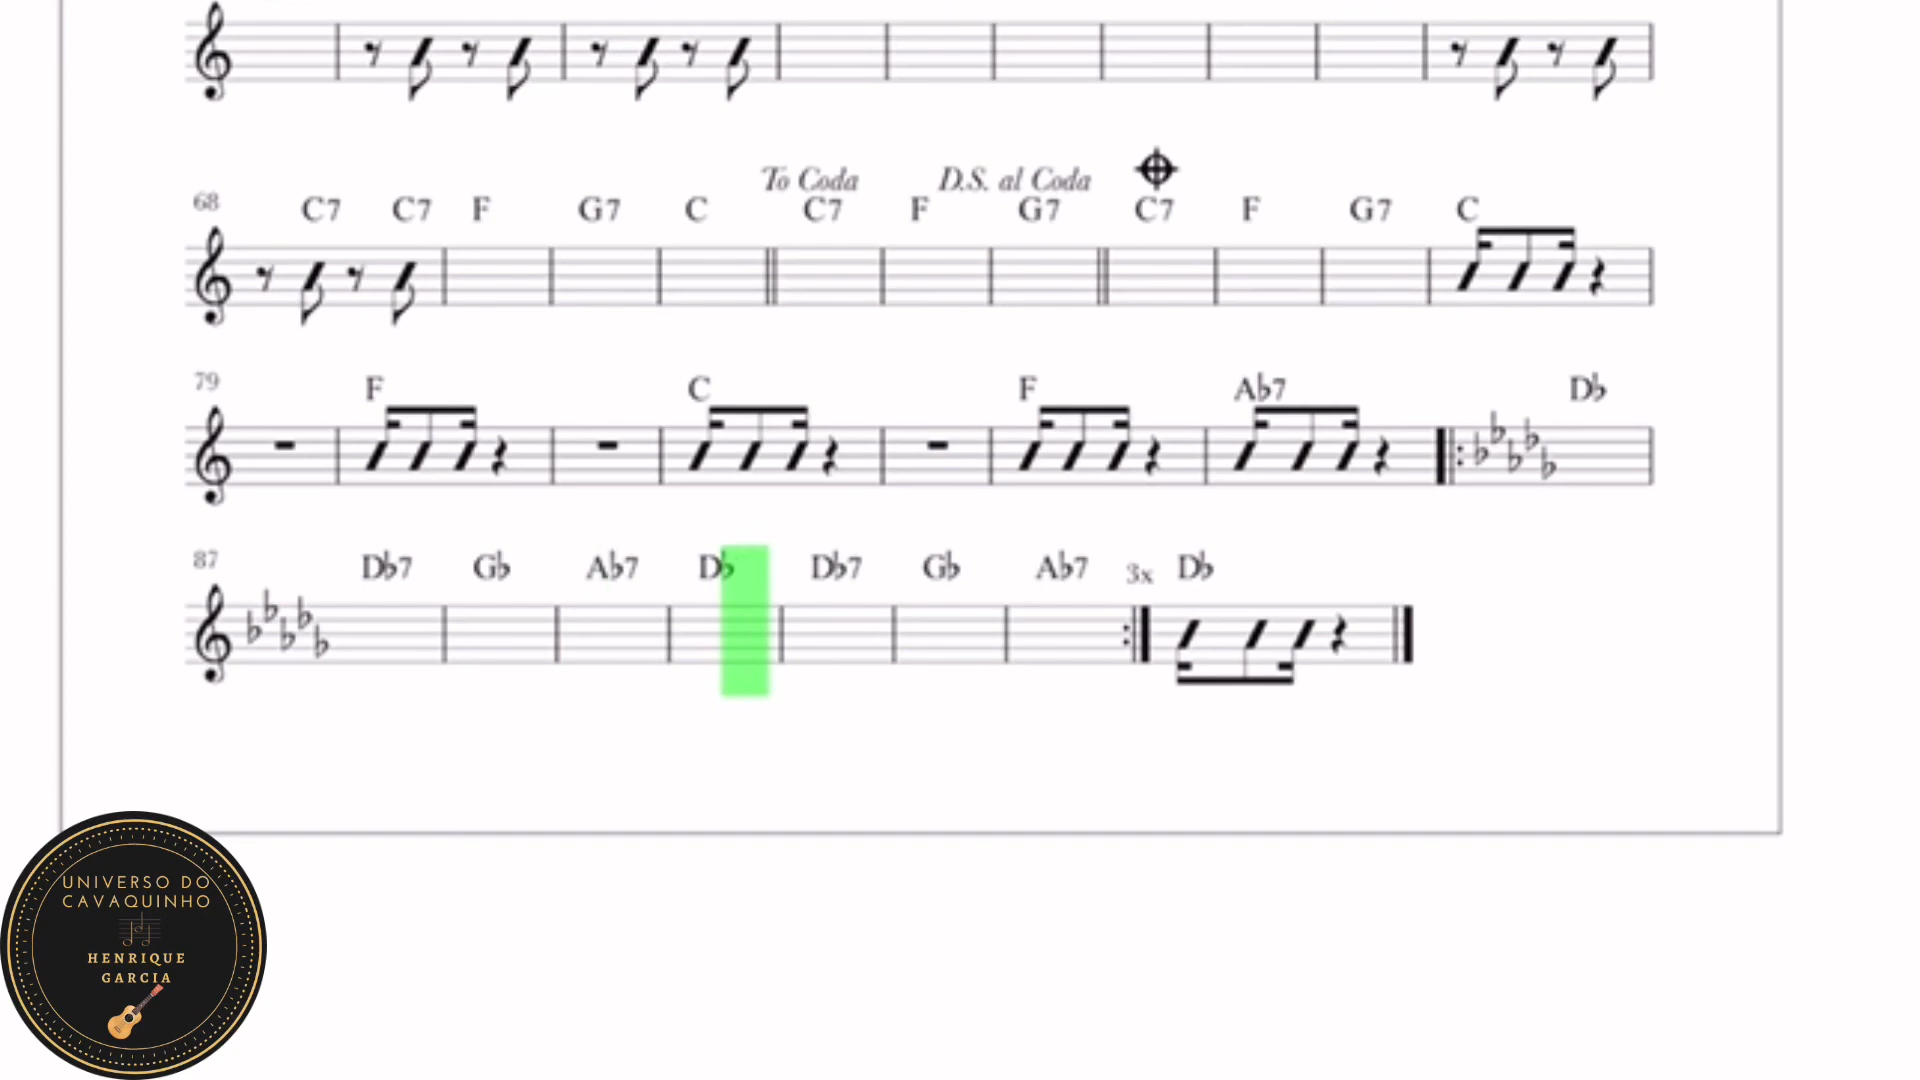 To Coda D.S. al Coda
68 C7 C7 F G7 C C7 F G7 C7 F G7 C
79 F C F A♭7 D♭
87 D♭7 G♭ A♭7 D♭ D♭7 G♭ A♭7 3x D♭
UNIVERSO DO
CAVAQUINHO
HENRIQUE
GARCIA